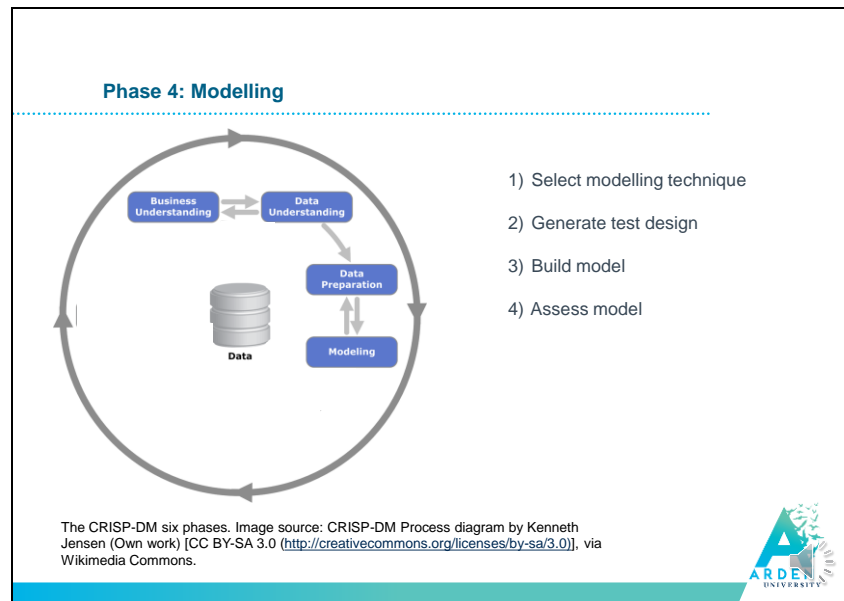 Phase 4: Modelling
Business
Understanding
Data
Understanding
Data
Preparation
Modeling
Data
1) Select modelling technique
2) Generate test design
3) Build model
4) Assess model
The CRISP-DM six phases. Image source: CRISP-DM Process diagram by Kenneth
Jensen (Own work) [CC BY-SA 3.0 (http://creativecommons.org/licenses/by-sa/3.0)], via
Wikimedia Commons.
ARDEN
UNIVERSITY